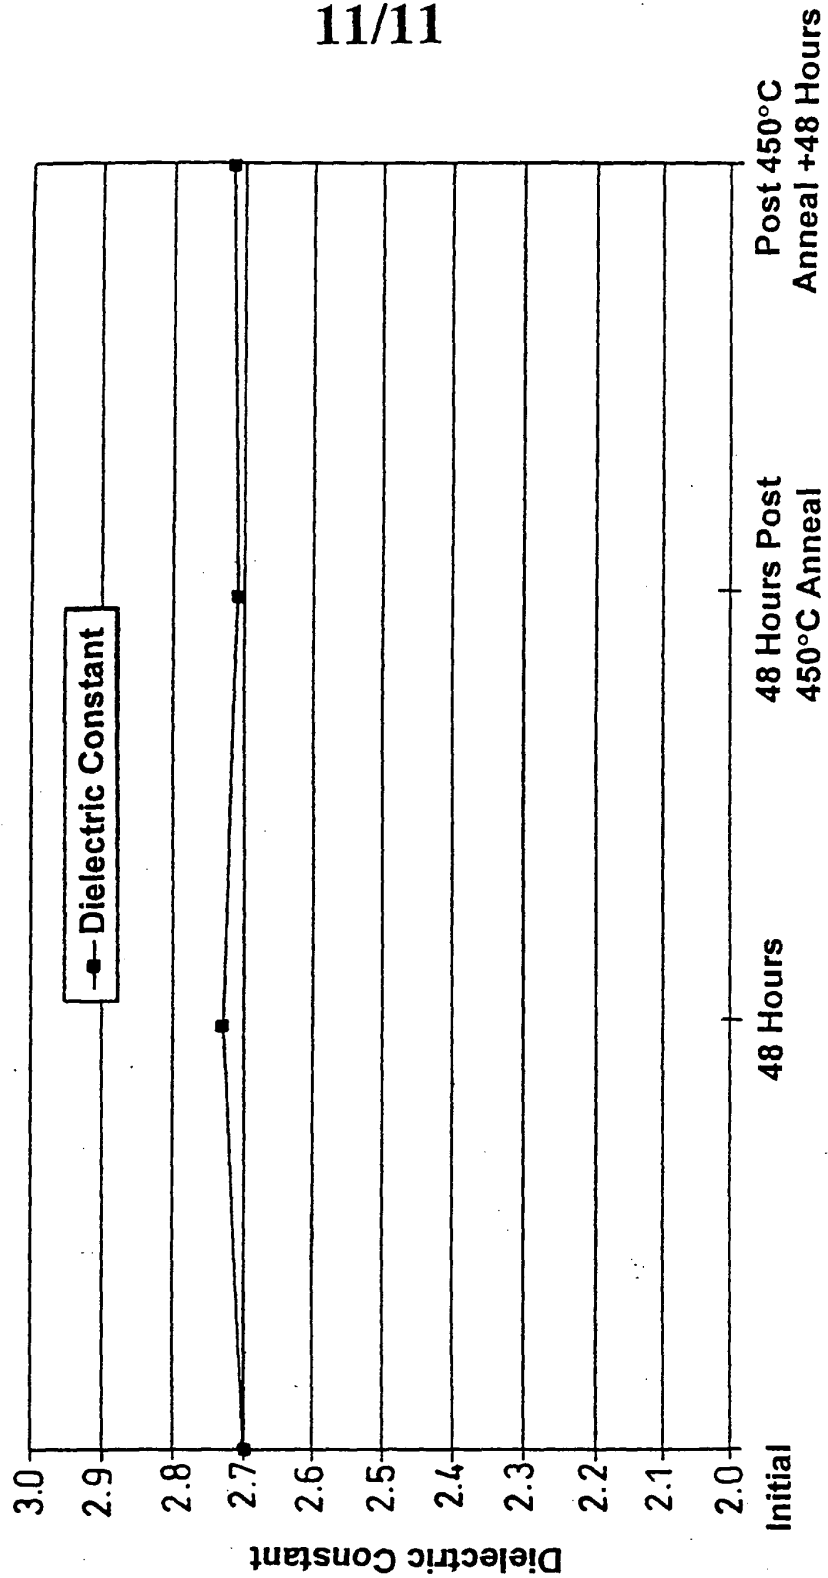 11/11
Dielectric Constant
Dielectric Constant
3.0
2.9
2.8
2.7
2.6
2.5
2.4
2.3
2.2
2.1
2.0
Initial
48 Hours
48 Hours Post
450°C Anneal
Post 450°C
Anneal +48 Hours